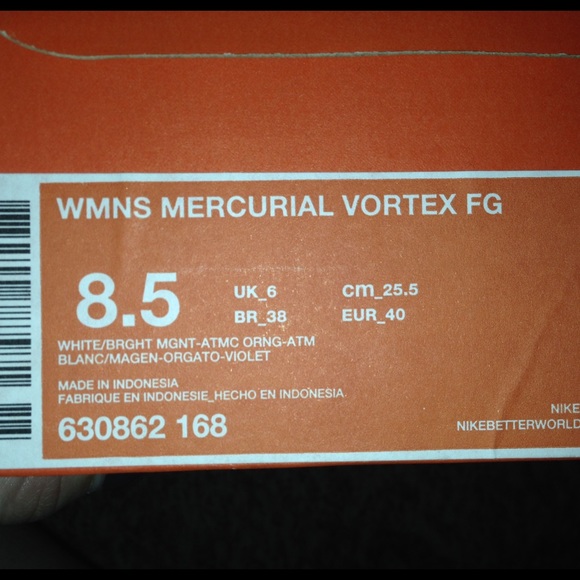 WMNS MERCURIAL VORTEX FG
8.5
UK_6 cm_25.5
BR_38 EUR_40
WHITE/BRGHT MGNT-ATMC ORNG-ATM
BLANC/MAGEN-ORGATO-VIOLET
MADE IN INDONESIA
FABRIQUE EN INDONESIE_HECHO EN INDONESIA
630862 168
NIKE
NIKEBETTERWORLD